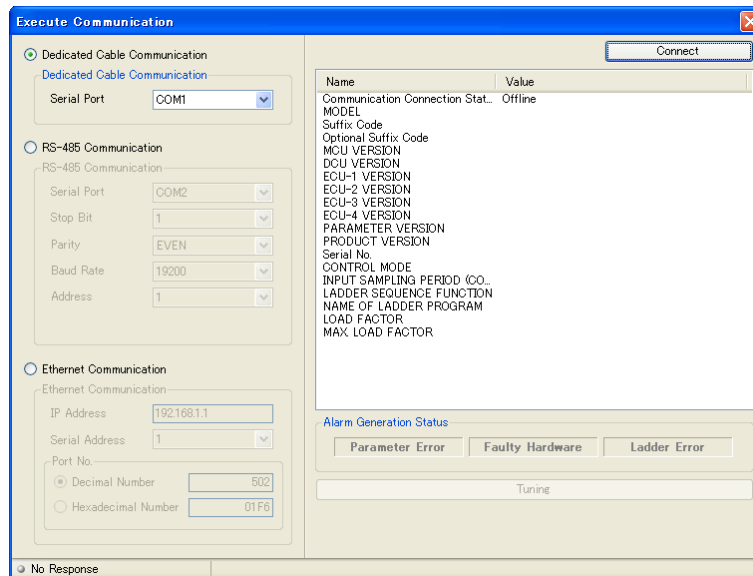 Execute Communication
Dedicated Cable Communication
Dedicated Cable Communication
Serial Port COM1
RS-485 Communication
RS-485 Communication
Serial Port COM2
Stop Bit 1
Parity EVEN
Baud Rate 19200
Address 1
Ethernet Communication
Ethernet Communication
IP Address 192.168.1.1
Serial Address 1
Port No.
Decimal Number 502
Hexadecimal Number 01F6
Connect
Name Value
Communication Connection Stat... Offline
MODEL
Suffix Code
Optional Suffix Code
MCU VERSION
DCU VERSION
ECU-1 VERSION
ECU-2 VERSION
ECU-3 VERSION
ECU-4 VERSION
PARAMETER VERSION
PRODUCT VERSION
Serial No.
CONTROL MODE
INPUT SAMPLING PERIOD (CO...
LADDER SEQUENCE FUNCTION
NAME OF LADDER PROGRAM
LOAD FACTOR
MAX. LOAD FACTOR
Alarm Generation Status
Parameter Error Faulty Hardware Ladder Error
Tuning
No Response